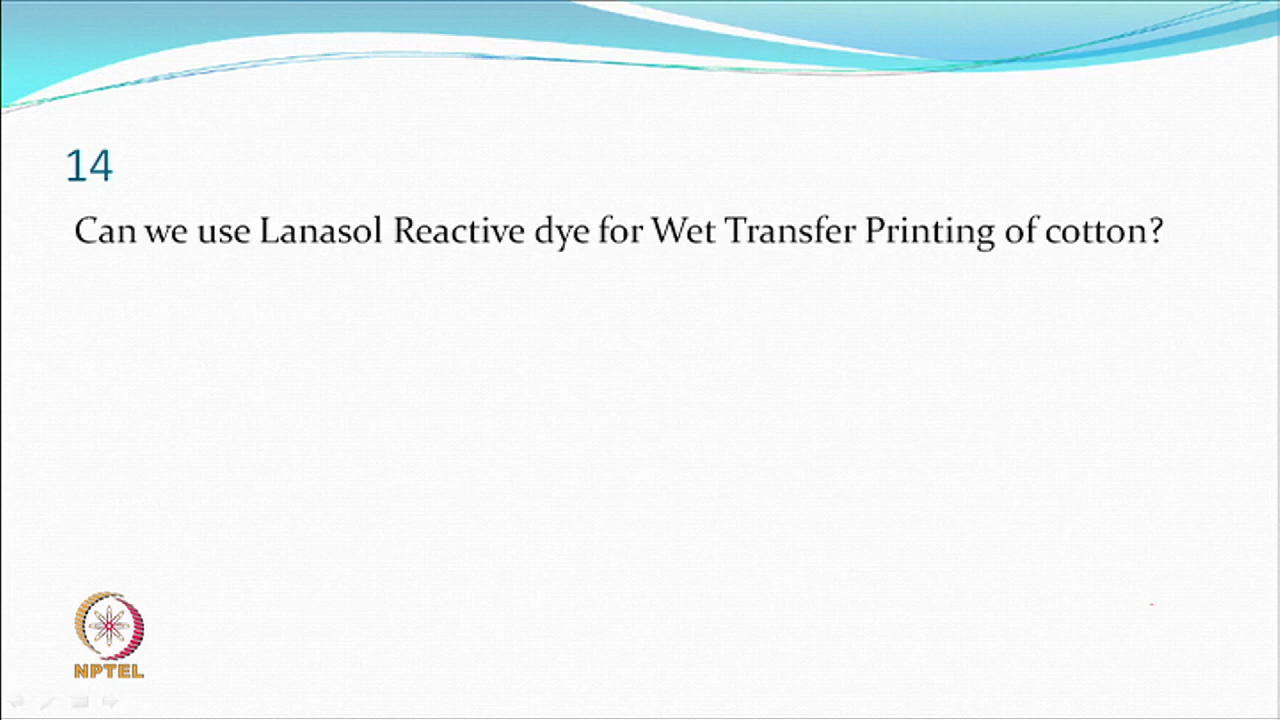 14
Can we use Lanasol Reactive dye for Wet Transfer Printing of cotton?
NPTEL